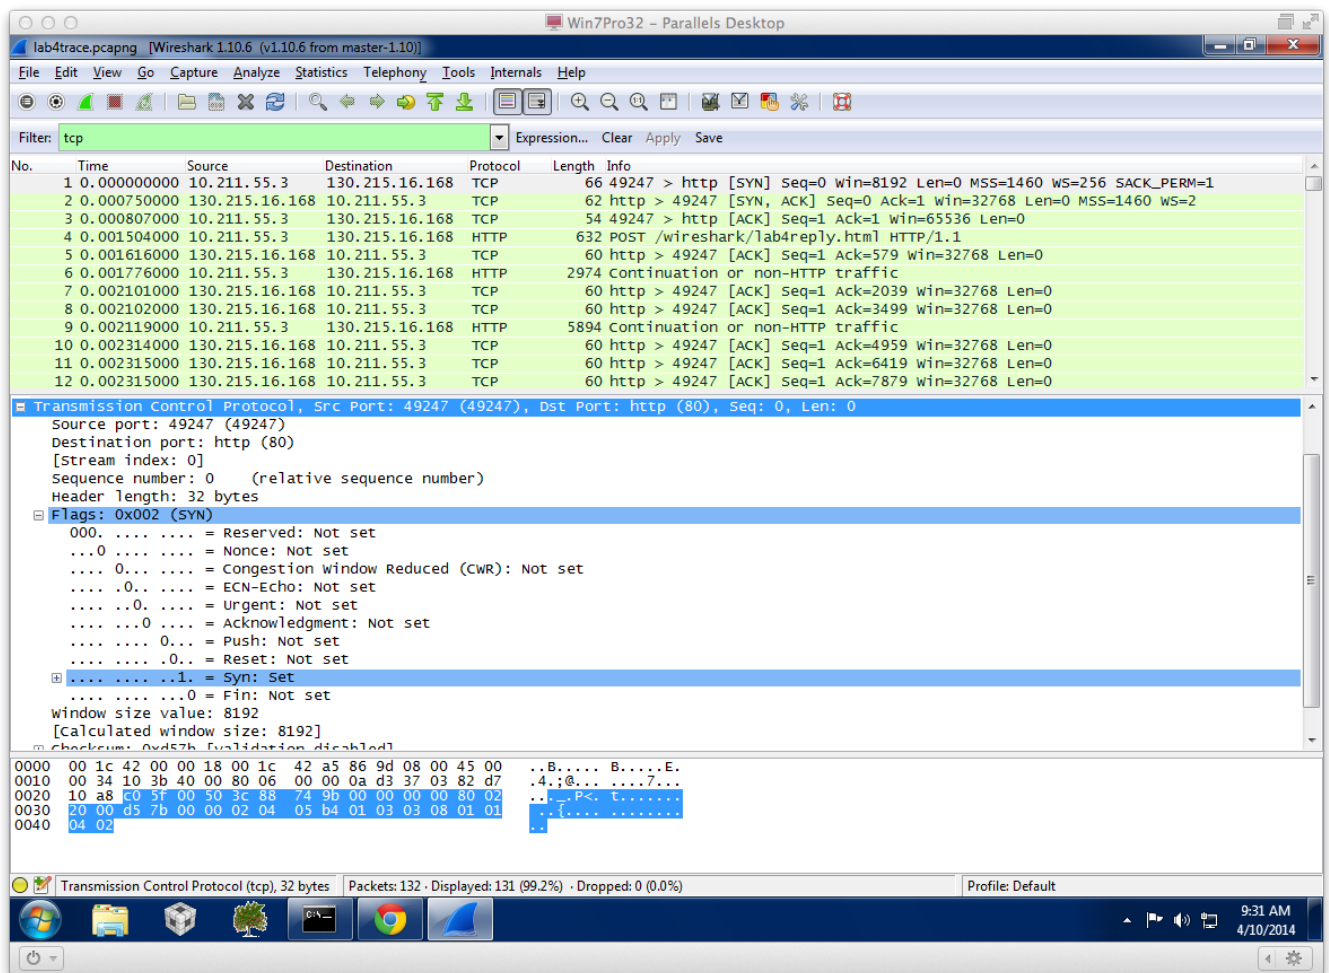 Win7Pro32 - Parallels Desktop
lab4trace.pcapng [Wireshark 1.10.6 (v1.10.6 from master-1.10)]
File Edit View Go Capture Analyze Statistics Telephony Tools Internals Help
Filter: tcp Expression... Clear Apply Save
No. Time Source Destination Protocol Length Info
1 0.000000000 10.211.55.3 130.215.16.168 TCP 66 49247 > http [SYN] Seq=0 Win=8192 Len=0 MSS=1460 WS=256 SACK_PERM=1
2 0.000750000 130.215.16.168 10.211.55.3 TCP 62 http > 49247 [SYN, ACK] Seq=0 Ack=1 Win=32768 Len=0 MSS=1460 WS=2
3 0.000807000 10.211.55.3 130.215.16.168 TCP 54 49247 > http [ACK] Seq=1 Ack=1 Win=65536 Len=0
4 0.001504000 10.211.55.3 130.215.16.168 HTTP 632 POST /wireshark/lab4reply.html HTTP/1.1
5 0.001616000 130.215.16.168 10.211.55.3 TCP 60 http > 49247 [ACK] Seq=1 Ack=579 Win=32768 Len=0
6 0.001776000 10.211.55.3 130.215.16.168 HTTP 2974 Continuation or non-HTTP traffic
7 0.002101000 130.215.16.168 10.211.55.3 TCP 60 http > 49247 [ACK] Seq=1 Ack=2039 Win=32768 Len=0
8 0.002102000 130.215.16.168 10.211.55.3 TCP 60 http > 49247 [ACK] Seq=1 Ack=3499 Win=32768 Len=0
9 0.002119000 10.211.55.3 130.215.16.168 HTTP 5894 Continuation or non-HTTP traffic
10 0.002314000 130.215.16.168 10.211.55.3 TCP 60 http > 49247 [ACK] Seq=1 Ack=4959 Win=32768 Len=0
11 0.002315000 130.215.16.168 10.211.55.3 TCP 60 http > 49247 [ACK] Seq=1 Ack=6419 Win=32768 Len=0
12 0.002315000 130.215.16.168 10.211.55.3 TCP 60 http > 49247 [ACK] Seq=1 Ack=7879 Win=32768 Len=0
Transmission Control Protocol, Src Port: 49247 (49247), Dst Port: http (80), Seq: 0, Len: 0
Source port: 49247 (49247)
Destination port: http (80)
[Stream index: 0]
Sequence number: 0 (relative sequence number)
Header length: 32 bytes
Flags: 0x002 (SYN)
000. .... .... = Reserved: Not set
...0 .... .... = Nonce: Not set
.... 0... .... = Congestion Window Reduced (CWR): Not set
.... .0.. .... = ECN-Echo: Not set
.... ..0. .... = Urgent: Not set
.... ...0 .... = Acknowledgment: Not set
.... .... 0... = Push: Not set
.... .... .0.. = Reset: Not set
.... .... ..1. = Syn: Set
.... .... ...0 = Fin: Not set
Window size value: 8192
[Calculated window size: 8192]
Checksum: 0xd57b [validation disabled]
0000 00 1c 42 00 00 18 00 1c 42 a5 86 9d 08 00 45 00 ..B..... B.....E.
0010 00 34 10 3b 40 00 80 06 00 00 0a d3 37 03 82 d7 .4.;@... ....7...
0020 10 a8 c0 5f 00 50 3c 88 74 9b 00 00 00 00 80 02 ..._.P<. t.......
0030 20 00 d5 7b 00 00 02 04 05 b4 01 03 03 08 01 01 ..{.... ........
0040 04 02 ..
Transmission Control Protocol (tcp), 32 bytes Packets: 132 · Displayed: 131 (99.2%) · Dropped: 0 (0.0%) Profile: Default
C:\_
9:31 AM
4/10/2014